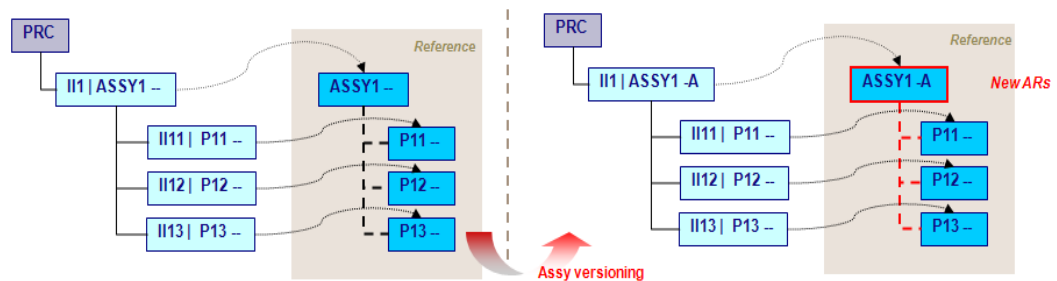 PRC
Reference
II1 | ASSY1 --
ASSY1 --
II11 | P11 --
P11 --
II12 | P12 --
P12 --
II13 | P13 --
P13 --
Assy versioning
PRC
Reference
II1 | ASSY1 -A
ASSY1 -A
New ARs
II11 | P11 --
P11 --
II12 | P12 --
P12 --
II13 | P13 --
P13 --